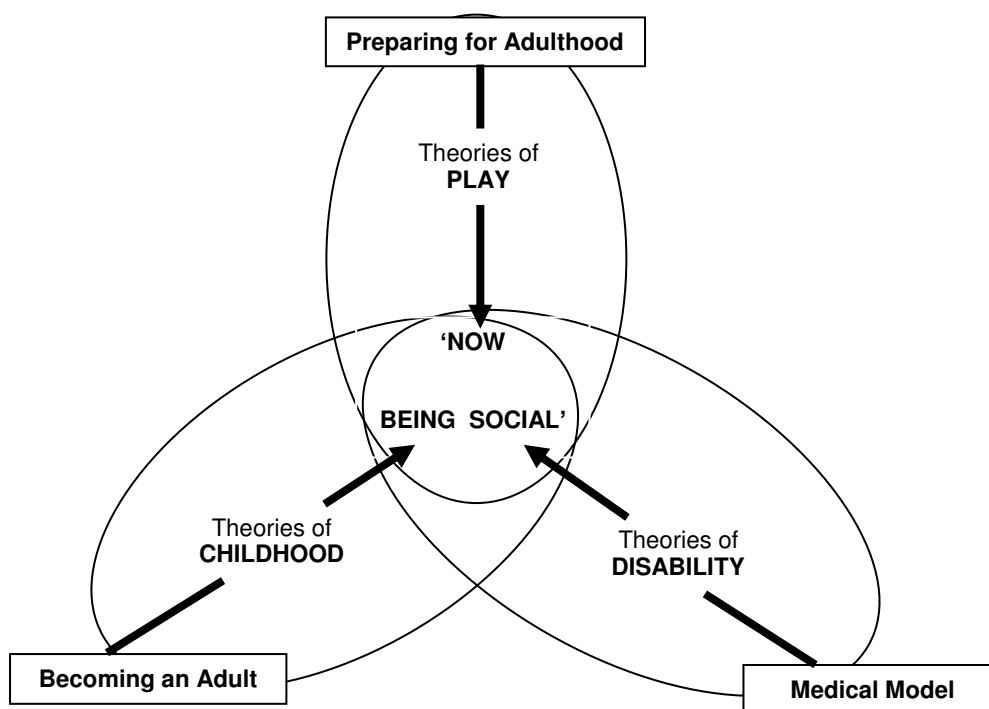 Preparing for Adulthood
Theories of
PLAY
‘NOW
BEING SOCIAL’
Theories of
CHILDHOOD
Theories of
DISABILITY
Becoming an Adult
Medical Model